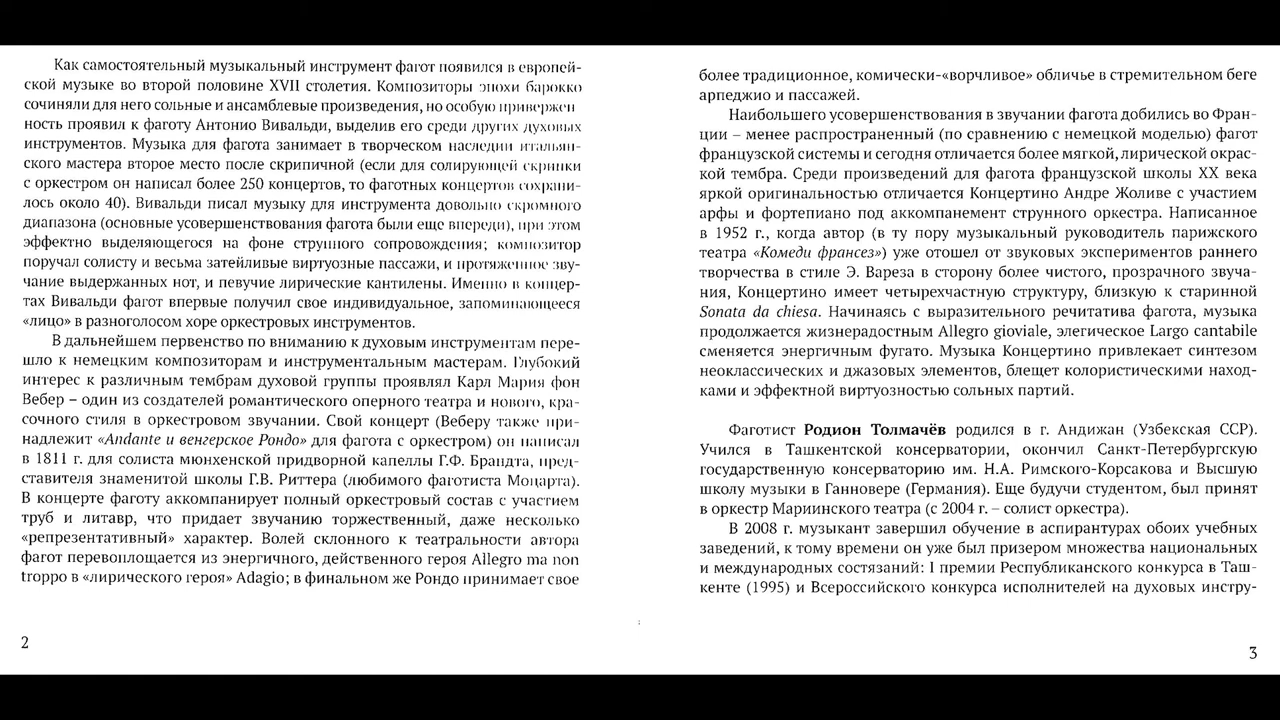 Как самостоятельный музыкальный инструмент фагот появился в европей-
ской музыке во второй половине XVII столетия. Композиторы эпохи барокко
сочиняли для него сольные и ансамблевые произведения, но особую привержен
ность проявил к фаготу Антонио Вивальди, выделив его среди других духовых
инструментов. Музыка для фагота занимает в творческом наследии итальян-
ского мастера второе место после скрипичной (если для солирующей скрипки
с оркестром он написал более 250 концертов, то фаготных концертов сохрани-
лось около 40). Вивальди писал музыку для инструмента довольно скромного
диапазона (основные усовершенствования фагота были еще впереди), при этом
эффектно выделяющегося на фоне струнного сопровождения; композитор
поручал солисту и весьма затейливые виртуозные пассажи, и протяженное зву-
чание выдержанных нот, и певучие лирические кантилены. Именно в концер-
тах Вивальди фагот впервые получил свое индивидуальное, запоминающееся
«лицо» в разноголосом хоре оркестровых инструментов.
В дальнейшем первенство по вниманию к духовым инструментам пере-
шло к немецким композиторам и инструментальным мастерам. Глубокий
интерес к различным тембрам духовой группы проявлял Карл Мария фон
Вебер – один из создателей романтического оперного театра и нового, кра-
сочного стиля в оркестровом звучании. Свой концерт (Веберу также при-
надлежит «Andante и венгерское Рондо» для фагота с оркестром) он написал
в 1811 г. для солиста мюнхенской придворной капеллы Г.Ф. Брандта, пред-
ставителя знаменитой школы Г.В. Риттера (любимого фаготиста Моцарта).
В концерте фаготу аккомпанирует полный оркестровый состав с участием
труб и литавр, что придает звучанию торжественный, даже несколько
«репрезентативный» характер. Волей склонного к театральности автора
фагот перевоплощается из энергичного, действенного героя Allegro ma non
troppo в «лирического героя» Adagio; в финальном же Рондо принимает свое
2
более традиционное, комически-«ворчливое» обличье в стремительном беге
арпеджио и пассажей.
Наибольшего усовершенствования в звучании фагота добились во Фран-
ции – менее распространенный (по сравнению с немецкой моделью) фагот
французской системы и сегодня отличается более мягкой, лирической окрас-
кой тембра. Среди произведений для фагота французской школы XX века
яркой оригинальностью отличается Концертино Андре Жоливе с участием
арфы и фортепиано под аккомпанемент струнного оркестра. Написанное
в 1952 г., когда автор (в ту пору музыкальный руководитель парижского
театра «Комеди франсез») уже отошел от звуковых экспериментов раннего
творчества в стиле Э. Вареза в сторону более чистого, прозрачного звуча-
ния, Концертино имеет четырехчастную структуру, близкую к старинной
Sonata da chiesa. Начинаясь с выразительного речитатива фагота, музыка
продолжается жизнерадостным Allegro gioviale, элегическое Largo cantabile
сменяется энергичным фугато. Музыка Концертино привлекает синтезом
неоклассических и джазовых элементов, блещет колористическими наход-
ками и эффектной виртуозностью сольных партий.
Фаготист Родион Толмачёв родился в г. Андижан (Узбекская ССР).
Учился в Ташкентской консерватории, окончил Санкт-Петербургскую
государственную консерваторию им. Н.А. Римского-Корсакова и Высшую
школу музыки в Ганновере (Германия). Еще будучи студентом, был принят
в оркестр Мариинского театра (с 2004 г. – солист оркестра).
В 2008 г. музыкант завершил обучение в аспирантурах обоих учебных
заведений, к тому времени он уже был призером множества национальных
и международных состязаний: I премии Республиканского конкурса в Таш-
кенте (1995) и Всероссийского конкурса исполнителей на духовых инстру-
3